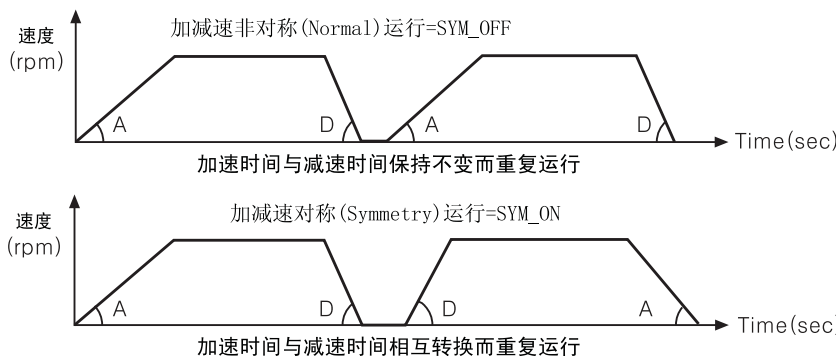 加减速非对称(Normal)运行=SYM_OFF
速度
(rpm)
A
D
A
D
Time(sec)
加速时间与减速时间保持不变而重复运行
加减速对称(Symmetry)运行=SYM_ON
速度
(rpm)
A
D
D
A
Time(sec)
加速时间与减速时间相互转换而重复运行